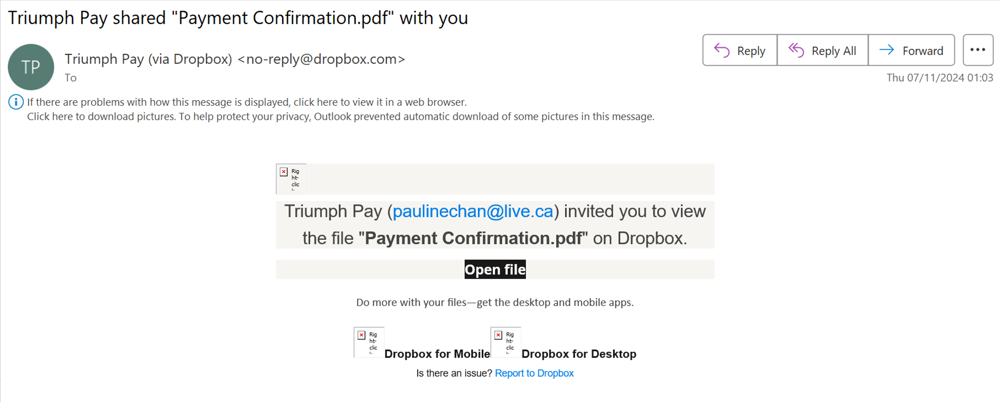 Triumph Pay shared "Payment Confirmation.pdf" with you
TP
Triumph Pay (via Dropbox) <no-reply@dropbox.com>
To
Reply
Reply All
Forward
Thu 07/11/2024 01:03
If there are problems with how this message is displayed, click here to view it in a web browser.
Click here to download pictures. To help protect your privacy, Outlook prevented automatic download of some pictures in this message.
Rig
ht-
clic
Triumph Pay (paulinechan@live.ca) invited you to view
the file "Payment Confirmation.pdf" on Dropbox.
Open file
Do more with your files—get the desktop and mobile apps.
Rig
ht-
clic
Dropbox for Mobile
Rig
ht-
clic
Dropbox for Desktop
Is there an issue? Report to Dropbox